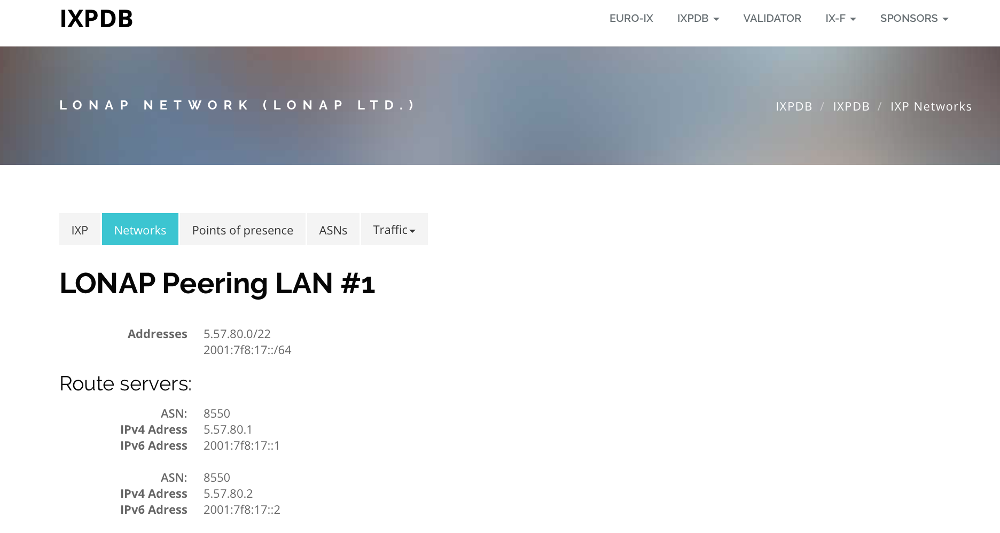 IXPDB
EURO-IX IXPDB VALIDATOR IX-F SPONSORS
LONAP NETWORK (LONAP LTD.)
IXPDB / IXPDB / IXP Networks
IXP Networks Points of presence ASNs Traffic
LONAP Peering LAN #1
Addresses 5.57.80.0/22
2001:7f8:17::/64
Route servers:
ASN: 8550
IPv4 Adress 5.57.80.1
IPv6 Adress 2001:7f8:17::1
ASN: 8550
IPv4 Adress 5.57.80.2
IPv6 Adress 2001:7f8:17::2